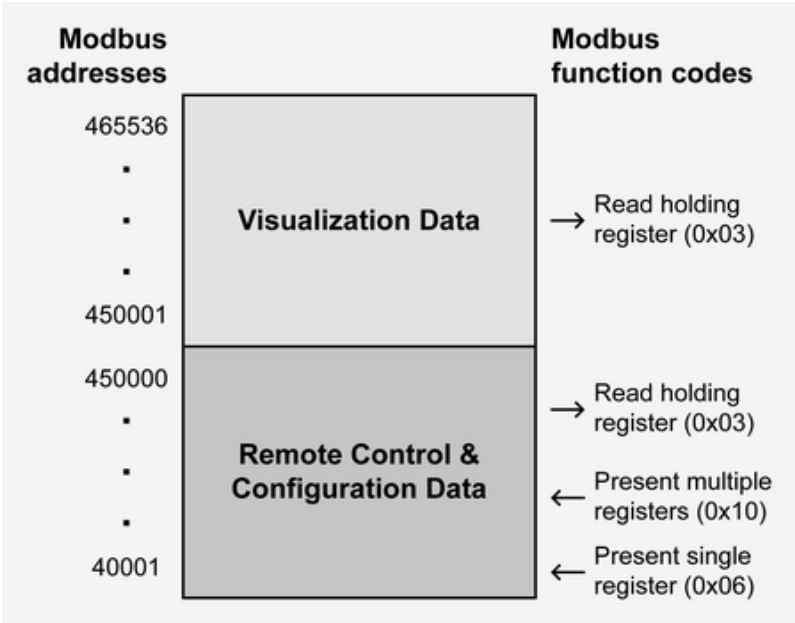 Modbus
addresses
Modbus
function codes
465536
Visualization Data
Read holding
register (0x03)
450001
450000
Read holding
register (0x03)
Remote Control &
Configuration Data
Present multiple
registers (0x10)
40001
Present single
register (0x06)